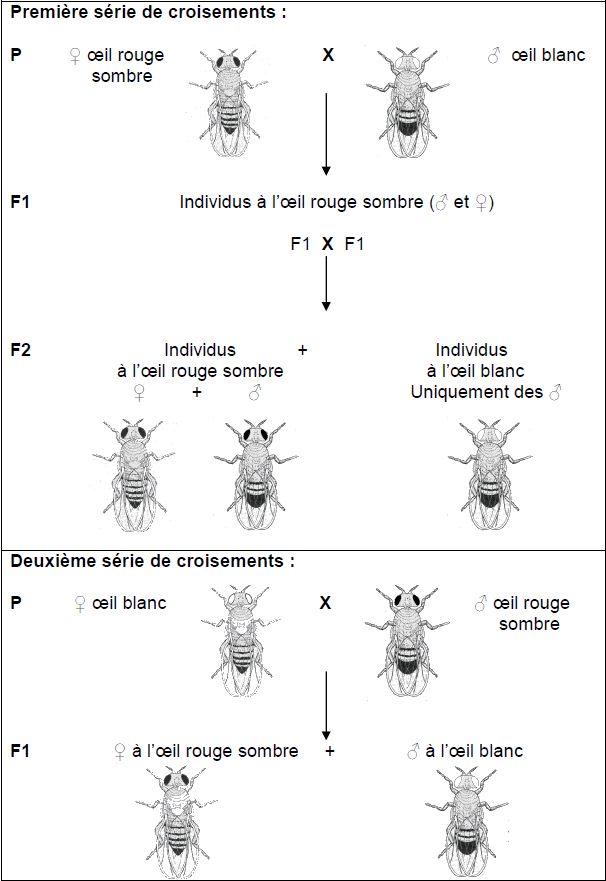 Première série de croisements :
P ♀ œil rouge sombre X ♂ œil blanc
F1 Individus à l’œil rouge sombre (♂ et ♀)
F1 X F1
F2 Individus à l’œil rouge sombre + Individus à l’œil blanc
♀ + ♂ Uniquement des ♂
Deuxième série de croisements :
P ♀ œil blanc X ♂ œil rouge sombre
F1 ♀ à l’œil rouge sombre + ♂ à l’œil blanc